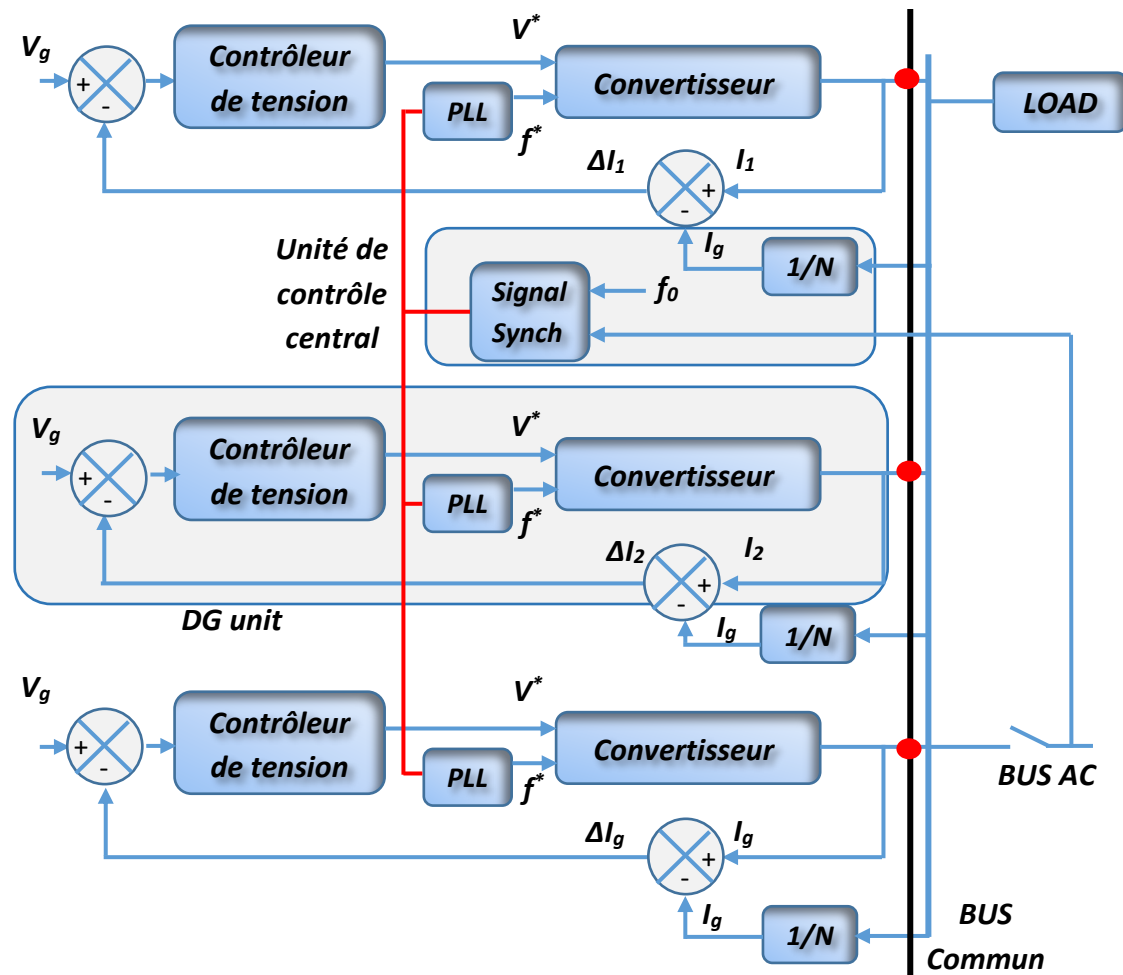 Vg
+
-
Contrôleur
de tension
V*
PLL
f*
Convertisseur
LOAD
ΔI1
I1
+
-
Unité de
contrôle
central
Ig
1/N
Signal
Synch
f0
Vg
+
-
Contrôleur
de tension
V*
PLL
f*
Convertisseur
ΔI2
I2
+
-
DG unit
Ig
1/N
Vg
+
-
Contrôleur
de tension
V*
PLL
f*
Convertisseur
BUS AC
ΔIg
Ig
+
-
Ig
1/N
BUS
Commun